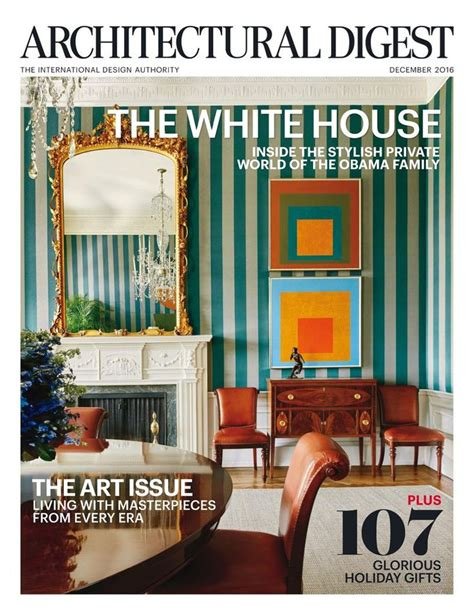 ARCHITECTURAL DIGEST
THE INTERNATIONAL DESIGN AUTHORITY
DECEMBER 2016
THE WHITE HOUSE
INSIDE THE STYLISH PRIVATE
WORLD OF THE OBAMA FAMILY
THE ART ISSUE
LIVING WITH MASTERPIECES
FROM EVERY ERA
PLUS
107
GLORIOUS
HOLIDAY GIFTS